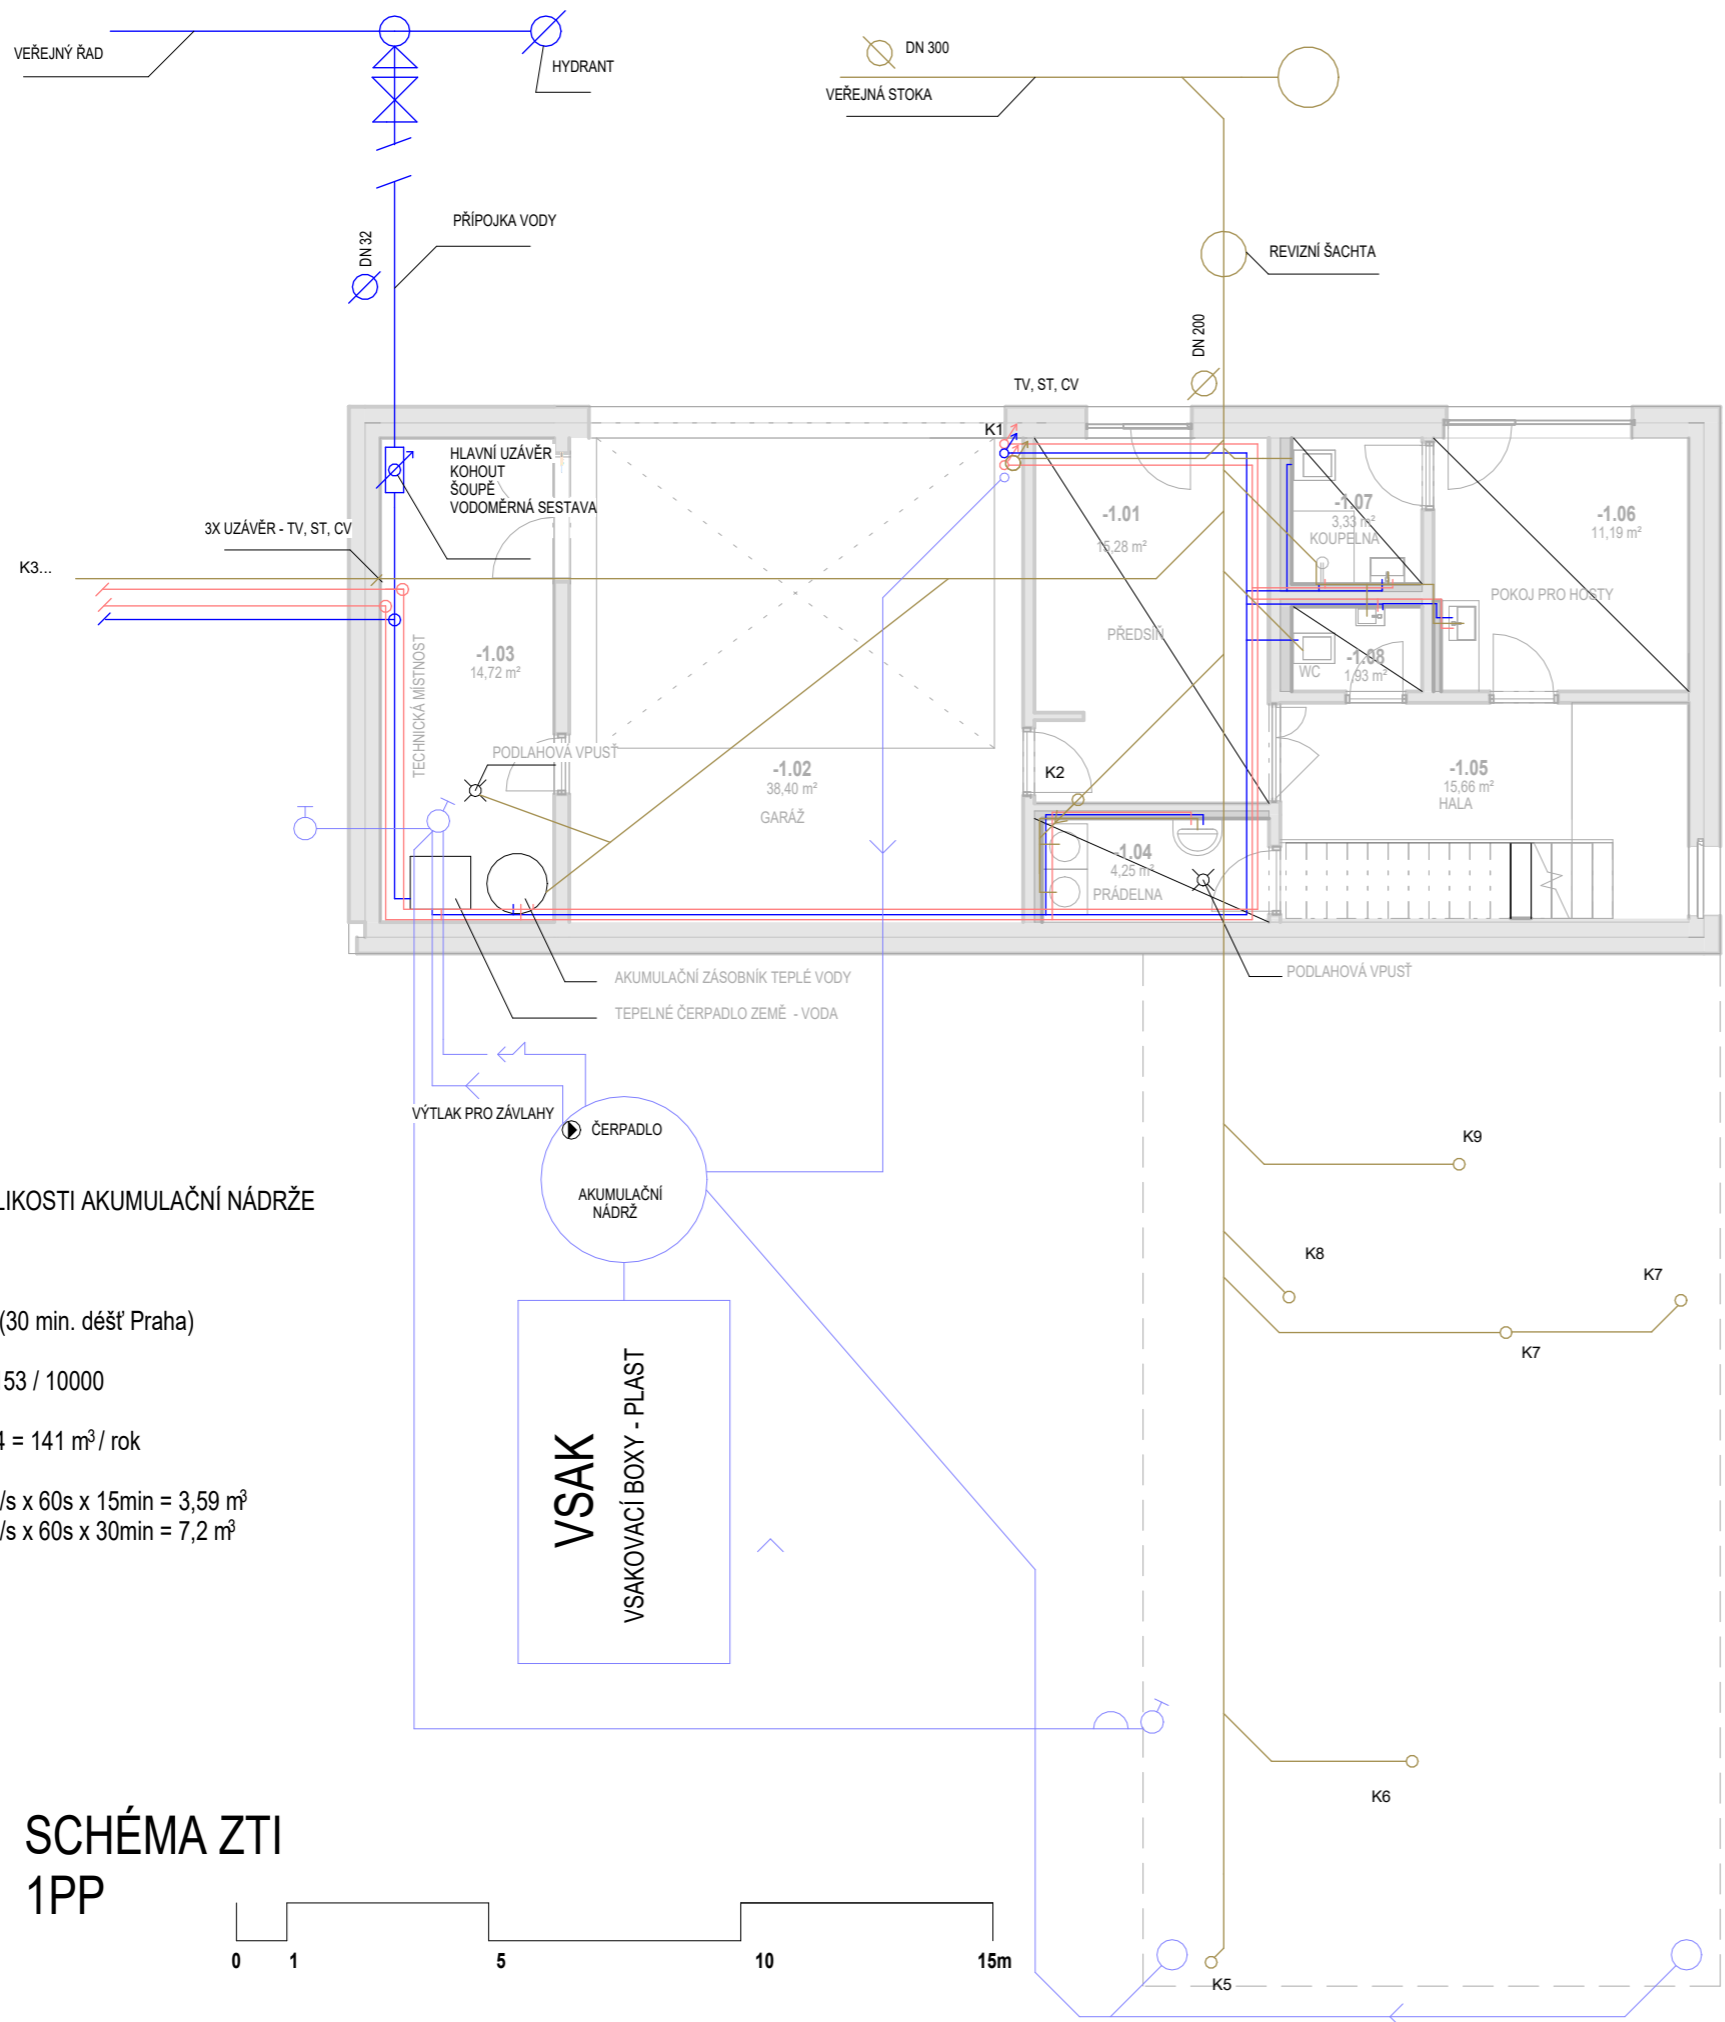 VEŘEJNÝ ŘAD
HYDRANT
DN 300
VEŘEJNÁ STOKA
DN 32
PŘÍPOJKA VODY
REVIZNÍ ŠACHTA
DN 200
TV, ST, CV
K1
HLAVNÍ UZÁVĚR
KOHOUT
ŠOUPĚ
VODOMĚRNÁ SESTAVA
3X UZÁVĚR - TV, ST, CV
K3...
-1.01
15,28 m²
PŘEDSÍŇ
-1.07
3,33 m²
KOUPELNA
-1.06
11,19 m²
POKOJ PRO HOSTY
-1.03
14,72 m²
TECHNICKÁ MÍSTNOST
WC
-1.08
1,93 m²
PODLAHOVÁ VPUSŤ
-1.02
38,40 m²
GARÁŽ
K2
-1.05
15,66 m²
HALA
-1.04
4,25 m²
PRÁDELNA
AKUMULAČNÍ ZÁSOBNÍK TEPLÉ VODY
TEPELNÉ ČERPADLO ZEMĚ - VODA
PODLAHOVÁ VPUSŤ
VÝTLAK PRO ZÁVLAHY
ČERPADLO
AKUMULAČNÍ
NÁDRŽ
K9
K8
K7
K7
LIKOSTI AKUMULAČNÍ NÁDRŽE
(30 min. déšť Praha)
53 / 10000
4 = 141 m³ / rok
/s x 60s x 15min = 3,59 m³
/s x 60s x 30min = 7,2 m³
VSAK
VSAKOVACÍ BOXY - PLAST
K6
K5
SCHÉMA ZTI
1PP
0 1 5 10 15m